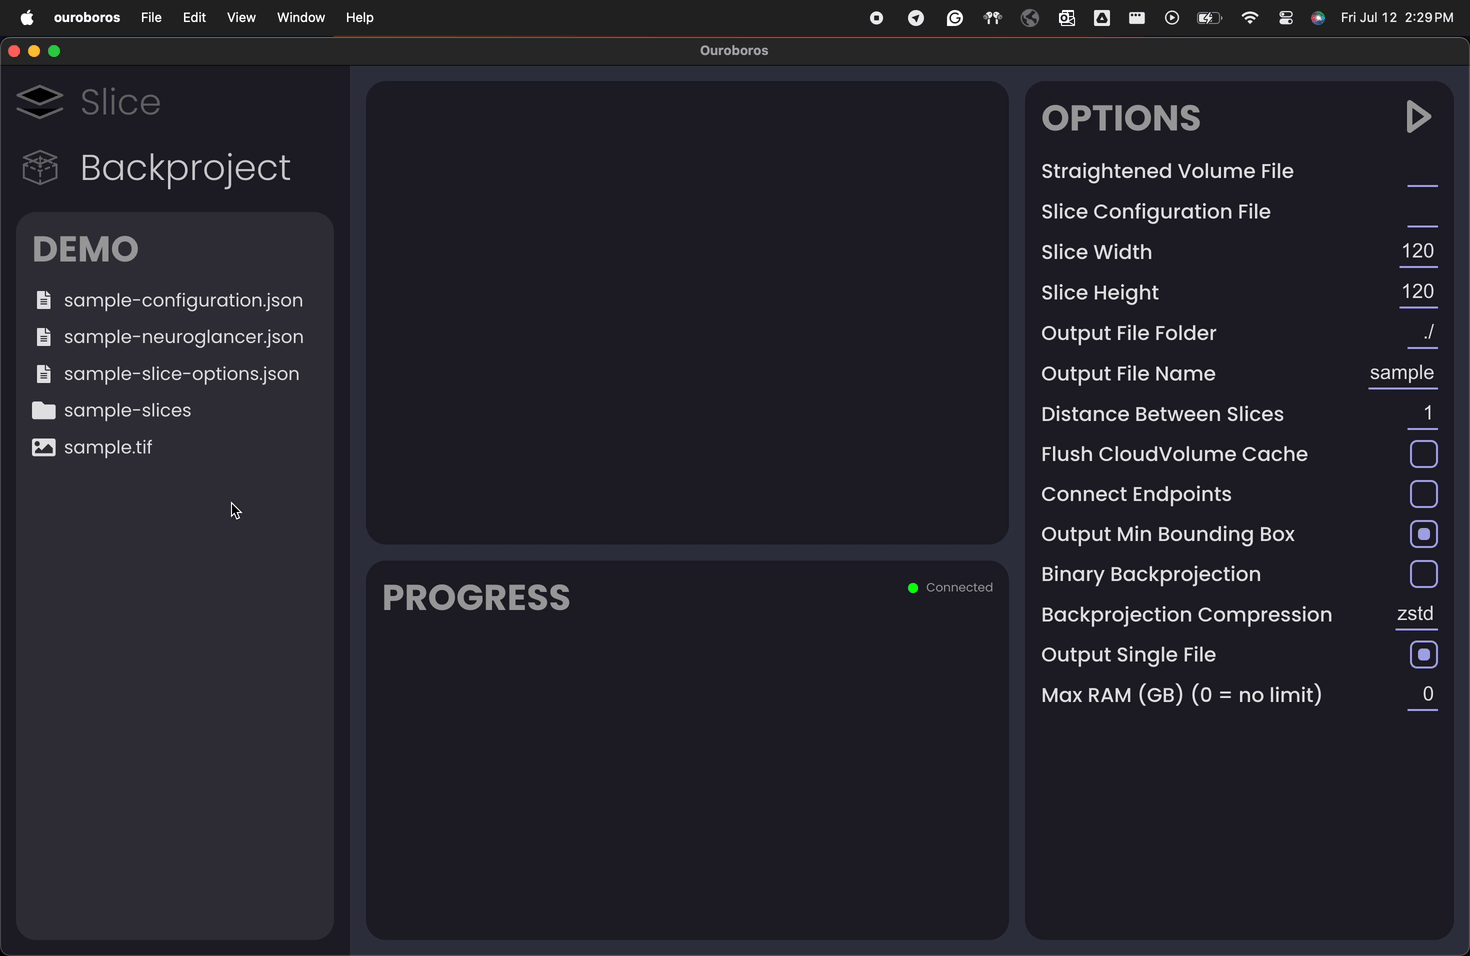 ouroboros File Edit View Window Help Fri Jul 12 2:29 PM
Ouroboros
Slice
Backproject
DEMO
sample-configuration.json
sample-neuroglancer.json
sample-slice-options.json
sample-slices
sample.tif
PROGRESS
Connected
OPTIONS
Straightened Volume File
Slice Configuration File
Slice Width 120
Slice Height 120
Output File Folder ./
Output File Name sample
Distance Between Slices 1
Flush CloudVolume Cache
Connect Endpoints
Output Min Bounding Box
Binary Backprojection
Backprojection Compression zstd
Output Single File
Max RAM (GB) (0 = no limit) 0